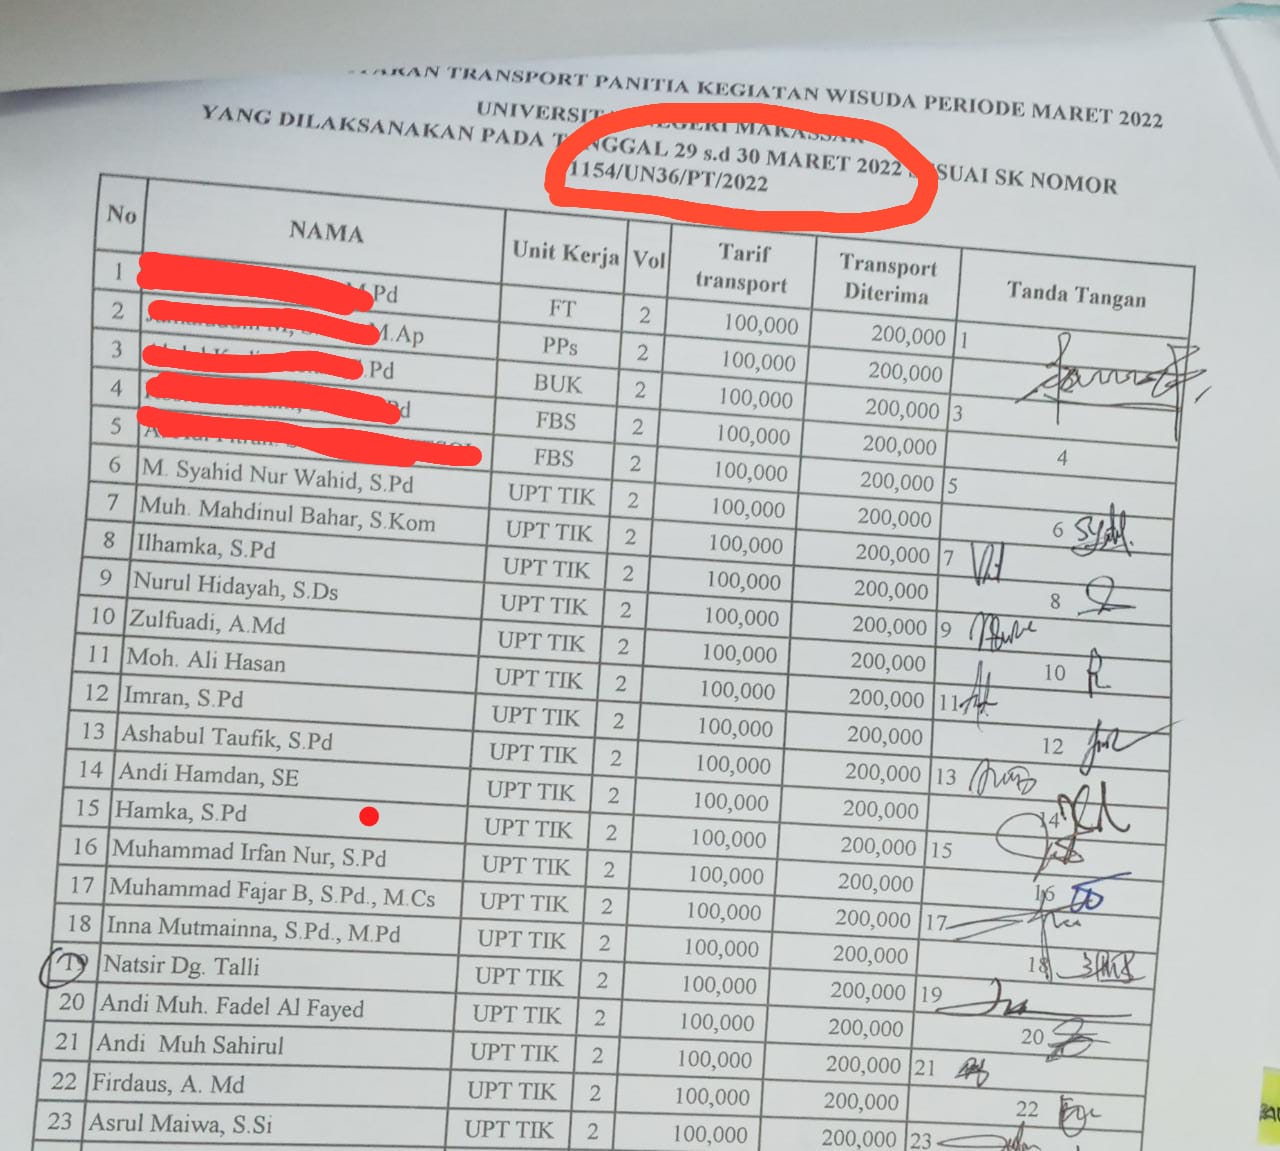 TRANSPORT PANITIA KEGIATAN WISUDA PERIODE MARET 2022
NEGERI MAKASSAR
YANG DILAKSANAKAN PADA TANGGAL 29 s.d 30 MARET 2022 SESUAI SK NOMOR
1154/UN36/PT/2022
No NAMA Unit Kerja Vol Tarif transport Transport Diterima Tanda Tangan
1 M.Pd FT 2 100,000 200,000 1
2 M.Ap PPs 2 100,000 200,000
3 .Pd BUK 2 100,000 200,000 3
4 FBS 2 100,000 200,000 4
5 FBS 2 100,000 200,000 5
6 M. Syahid Nur Wahid, S.Pd UPT TIK 2 100,000 200,000 6
7 Muh. Mahdinul Bahar, S.Kom UPT TIK 2 100,000 200,000 7
8 Ilhamka, S.Pd UPT TIK 2 100,000 200,000 8
9 Nurul Hidayah, S.Ds UPT TIK 2 100,000 200,000 9
10 Zulfuadi, A.Md UPT TIK 2 100,000 200,000 10
11 Moh. Ali Hasan UPT TIK 2 100,000 200,000 11
12 Imran, S.Pd UPT TIK 2 100,000 200,000 12
13 Ashabul Taufik, S.Pd UPT TIK 2 100,000 200,000 13
14 Andi Hamdan, SE UPT TIK 2 100,000 200,000 14
15 Hamka, S.Pd UPT TIK 2 100,000 200,000 15
16 Muhammad Irfan Nur, S.Pd UPT TIK 2 100,000 200,000 16
17 Muhammad Fajar B, S.Pd., M.Cs UPT TIK 2 100,000 200,000 17
18 Inna Mutmainna, S.Pd., M.Pd UPT TIK 2 100,000 200,000 18
19 Natsir Dg. Talli UPT TIK 2 100,000 200,000 19
20 Andi Muh. Fadel Al Fayed UPT TIK 2 100,000 200,000 20
21 Andi Muh Sahirul UPT TIK 2 100,000 200,000 21
22 Firdaus, A. Md UPT TIK 2 100,000 200,000 22
23 Asrul Maiwa, S.Si UPT TIK 2 100,000 200,000 23